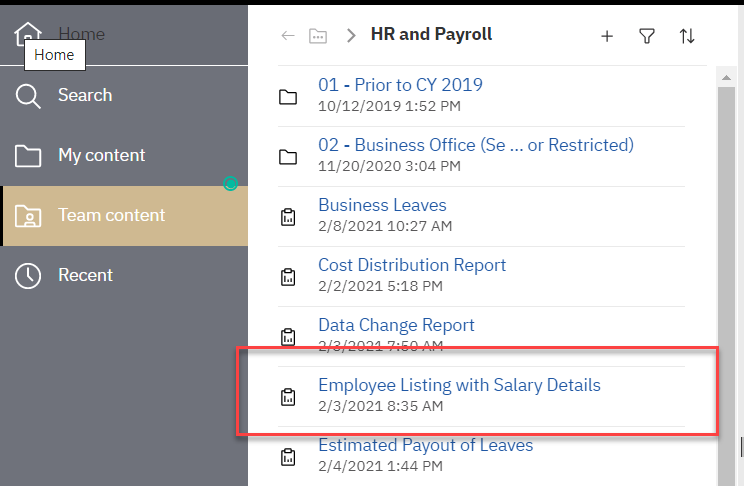 Home
Home
Search
My content
Team content
Recent
HR and Payroll
01 - Prior to CY 2019
10/12/2019 1:52 PM
02 - Business Office (Se ... or Restricted)
11/20/2020 3:04 PM
Business Leaves
2/8/2021 10:27 AM
Cost Distribution Report
2/2/2021 5:18 PM
Data Change Report
2/3/2021 7:50 AM
Employee Listing with Salary Details
2/3/2021 8:35 AM
Estimated Payout of Leaves
2/4/2021 1:44 PM